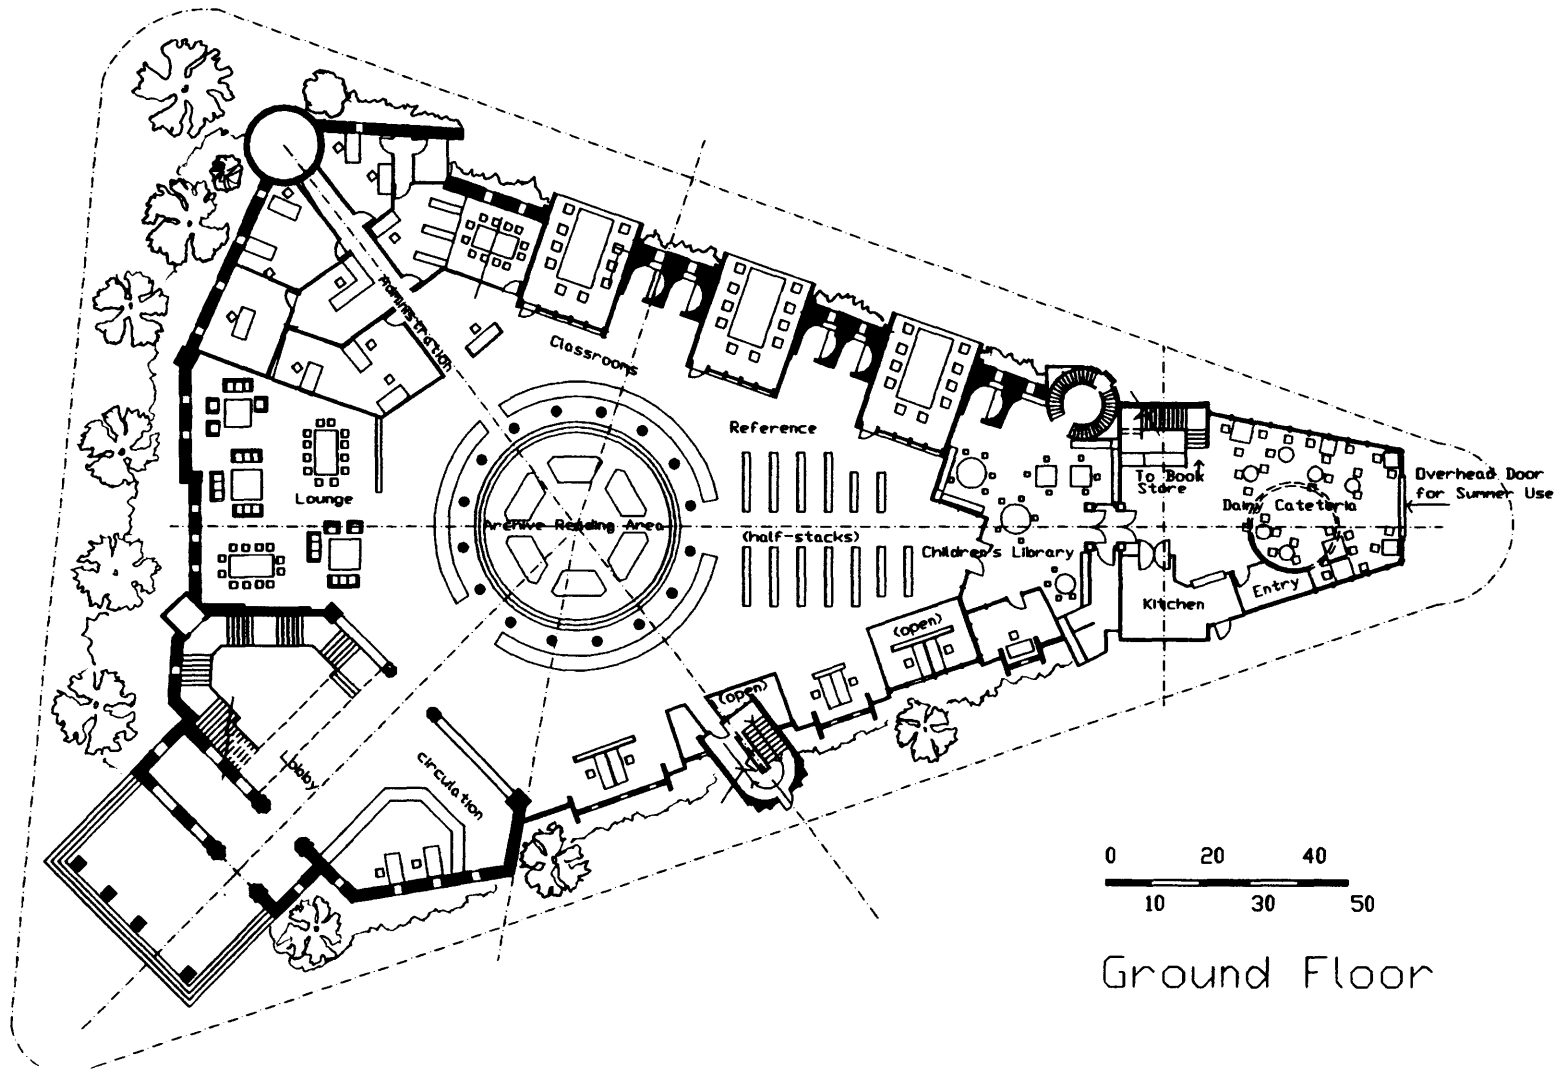 Administration
Classrooms
Reference
Lounge
Archive Reading Area
(half-stacks)
Children's Library
To Book
Store
Dairy Cafeteria
Overhead Door
for Summer Use
Kitchen
Entry
(open)
(open)
Lobby
circulation
0 20 40
10 30 50
Ground Floor